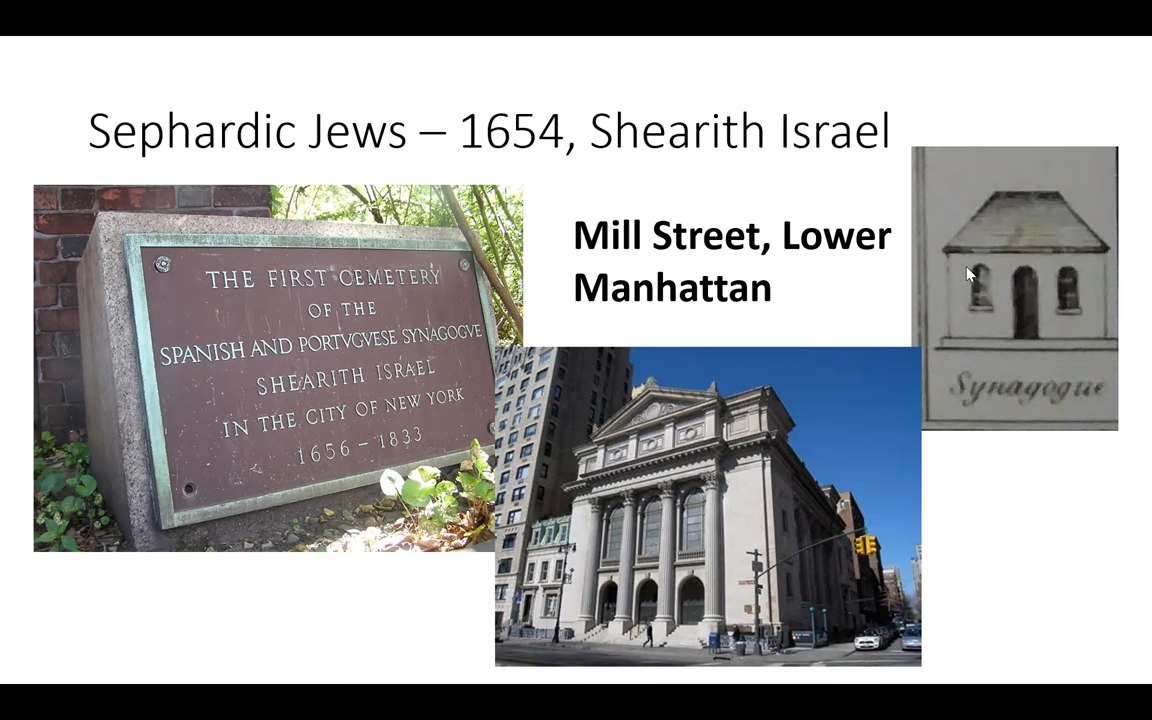 Sephardic Jews – 1654, Shearith Israel
THE FIRST CEMETERY
OF THE
SPANISH AND PORTVGVESE SYNAGOGVE
SHEARITH ISRAEL
IN THE CITY OF NEW YORK
1656 – 1833
Mill Street, Lower
Manhattan
Synagogue